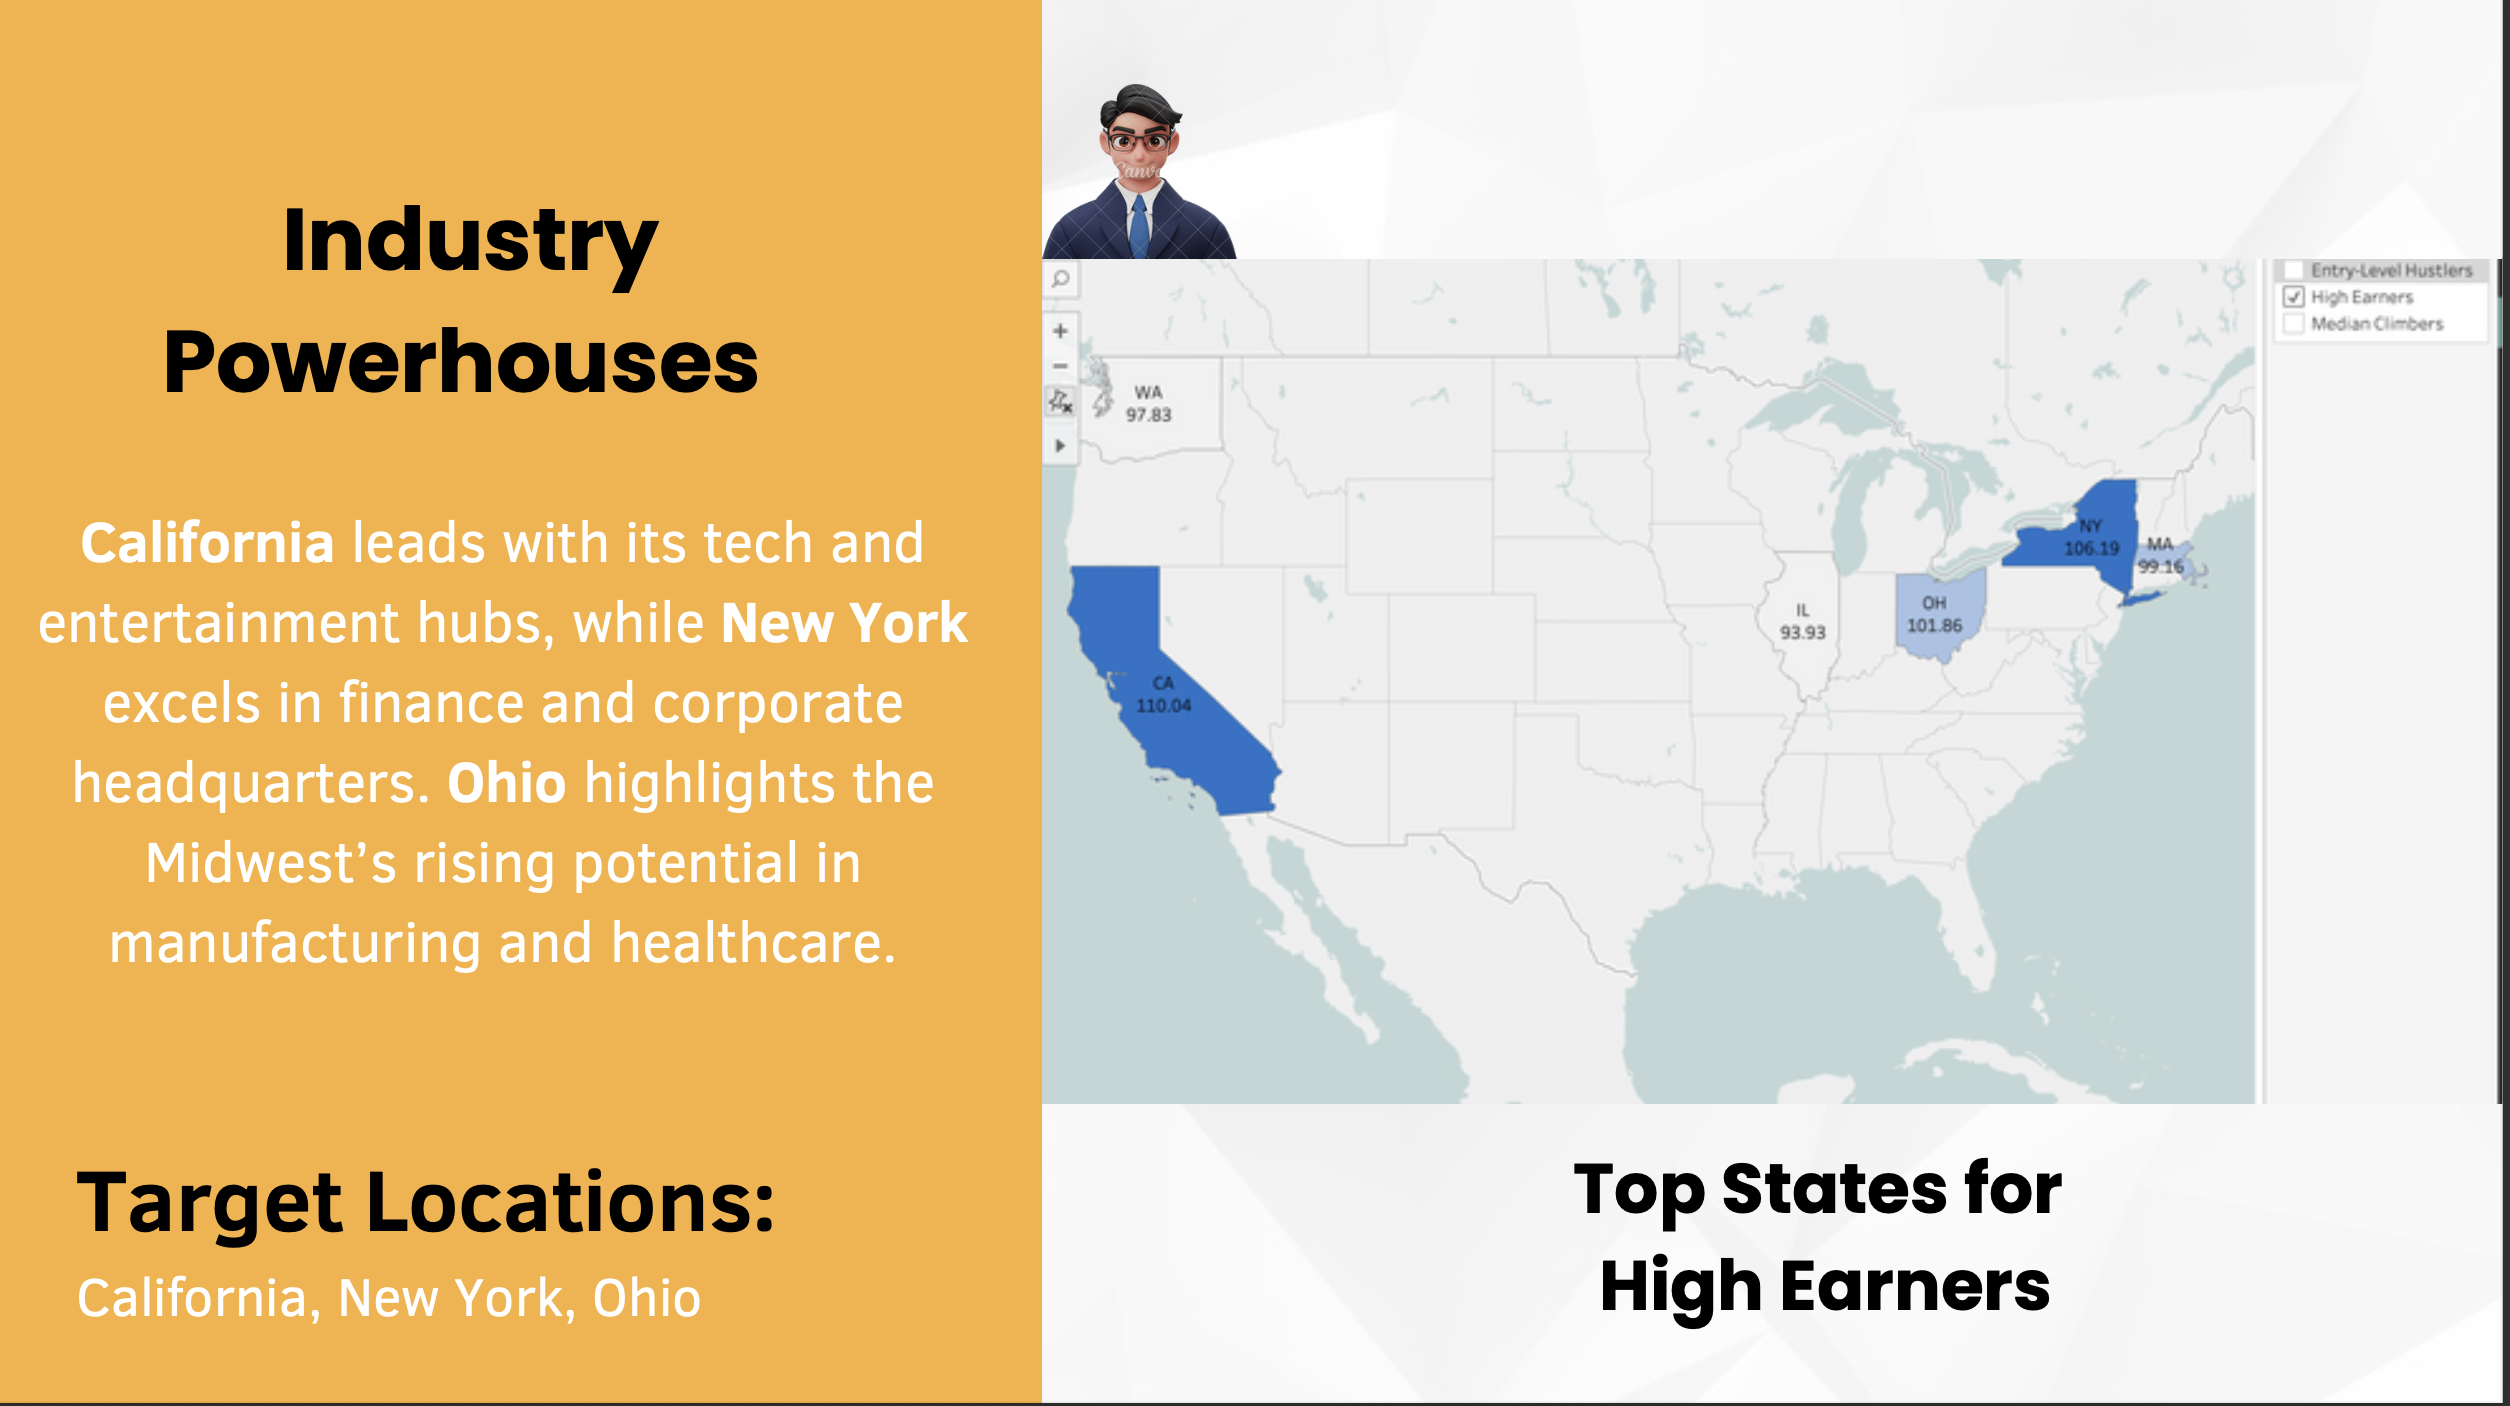 Industry
Powerhouses
California leads with its tech and
entertainment hubs, while New York
excels in finance and corporate
headquarters. Ohio highlights the
Midwest’s rising potential in
manufacturing and healthcare.
Target Locations:
California, New York, Ohio
Canva
Entry-Level Hustlers
High Earners
Median Climbers
WA
97.83
NY
106.19
MA
99.16
OH
101.86
IL
93.93
CA
110.04
Top States for
High Earners